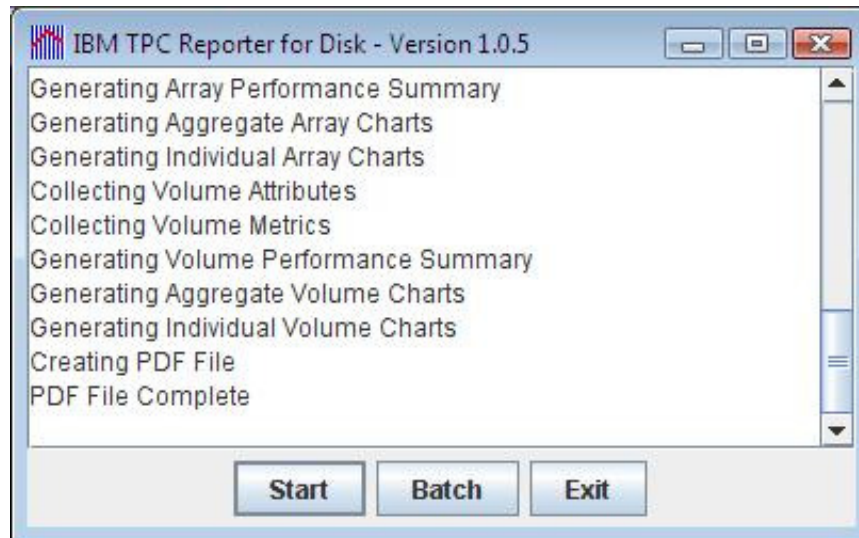 IBM TPC Reporter for Disk - Version 1.0.5
Generating Array Performance Summary
Generating Aggregate Array Charts
Generating Individual Array Charts
Collecting Volume Attributes
Collecting Volume Metrics
Generating Volume Performance Summary
Generating Aggregate Volume Charts
Generating Individual Volume Charts
Creating PDF File
PDF File Complete
Start Batch Exit